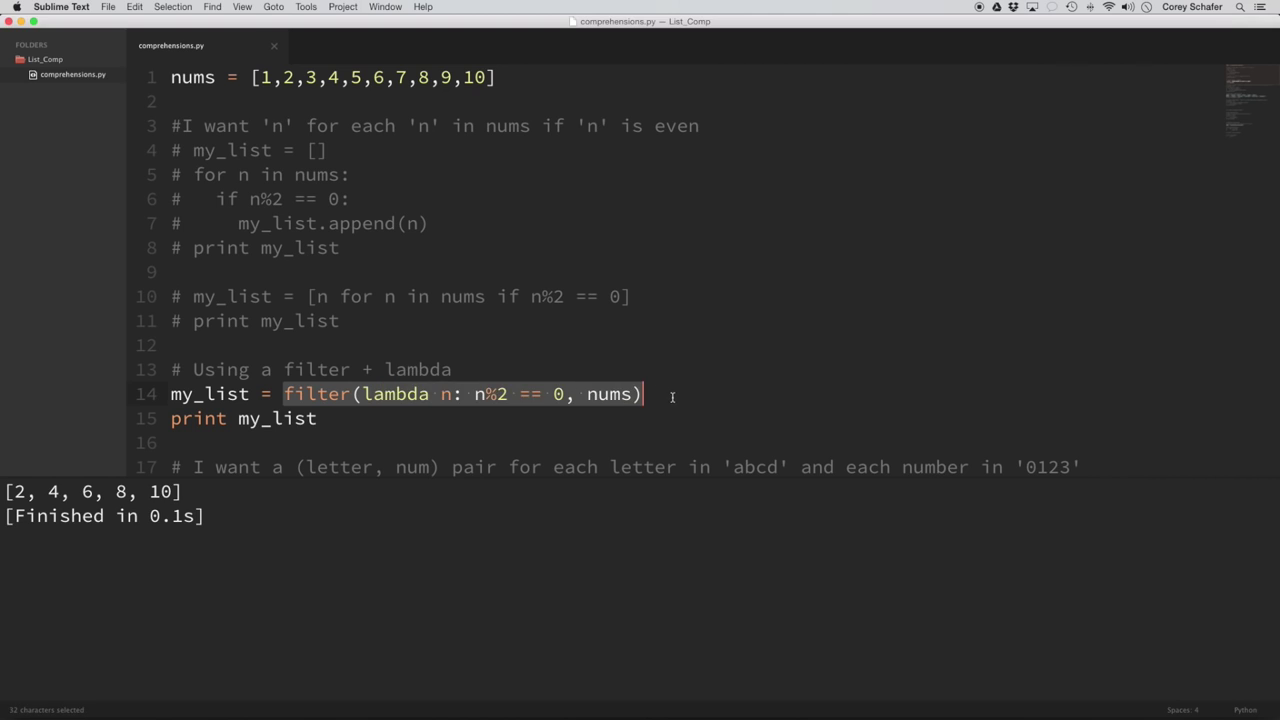 Sublime Text File Edit Selection Find View Goto Tools Project Window Help Corey Schafer
comprehensions.py — List_Comp
FOLDERS
List_Comp
comprehensions.py
comprehensions.py
1 nums = [1,2,3,4,5,6,7,8,9,10]
2
3 #I want 'n' for each 'n' in nums if 'n' is even
4 # my_list = []
5 # for n in nums:
6 #   if n%2 == 0:
7 #     my_list.append(n)
8 # print my_list
9
10 # my_list = [n for n in nums if n%2 == 0]
11 # print my_list
12
13 # Using a filter + lambda
14 my_list = filter(lambda n: n%2 == 0, nums)
15 print my_list
16
17 # I want a (letter, num) pair for each letter in 'abcd' and each number in '0123'
[2, 4, 6, 8, 10]
[Finished in 0.1s]
32 characters selected Spaces: 4 Python